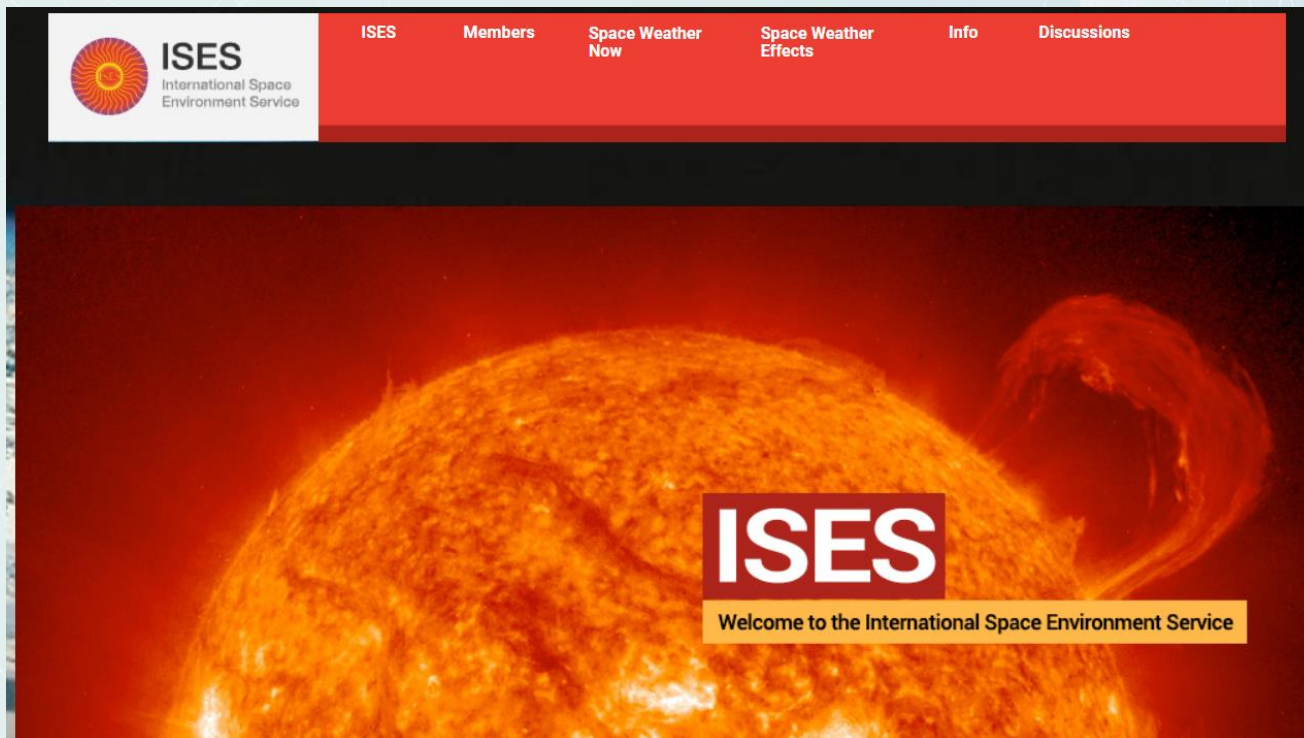 ISES
International Space
Environment Service
ISES
Members
Space Weather
Now
Space Weather
Effects
Info
Discussions
ISES
ISES
Welcome to the International Space Environment Service